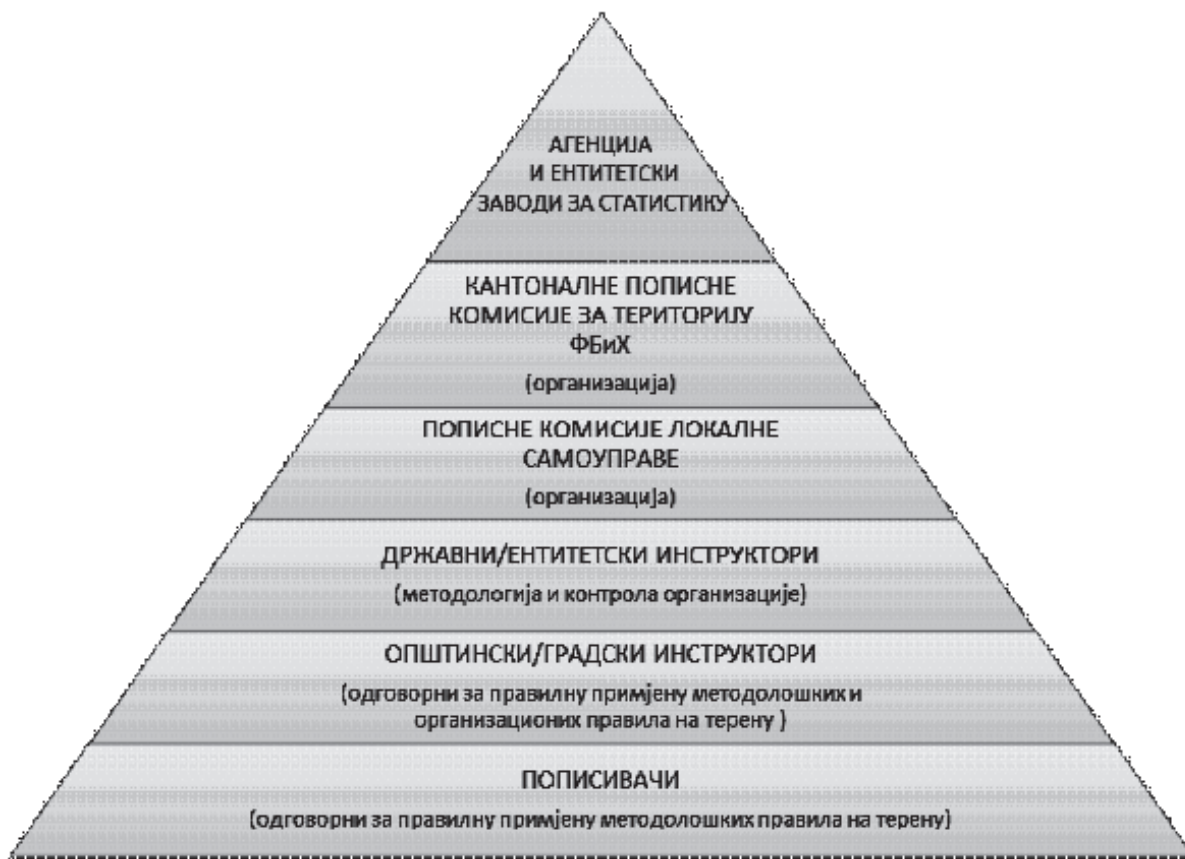 АГЕНЦИЈА
И ЕНТИТЕТСКИ
ЗАВОДИ ЗА СТАТИСТИКУ
КАНТОНАЛНЕ ПОПИСНЕ
КОМИСИЈЕ ЗА ТЕРИТОРИЈУ
ФБиХ
(организација)
ПОПИСНЕ КОМИСИЈЕ ЛОКАЛНЕ
САМОУПРАВЕ
(организација)
ДРЖАВНИ/ЕНТИТЕТСКИ ИНСТРУКТОРИ
(методологија и контрола организације)
ОПШТИНСКИ/ГРАДСКИ ИНСТРУКТОРИ
(одговорни за правилну примјену методолошких и
организационих правила на терену )
ПОПИСИВАЧИ
(одговорни за правилну примјену методолошких правила на терену)